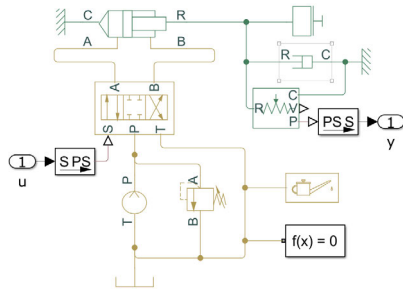 C R
A B
R C
A B
C
R V
P
S P T
PS S
1
y
1
S PS
u
P A
T B
f(x) = 0